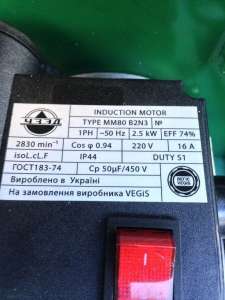 INDUCTION MOTOR
TYPE MM80 B2N3 №
1PH ~50 Hz 2.5 kW EFF 74%
2830 min⁻¹ Cos φ 0.94 220 V 16 A
isoL.cL.F IP44 DUTY S1
ГОСТ183-74 Cp 50µF/450 V
Вироблено в Україні
На замовлення виробника VEGiS